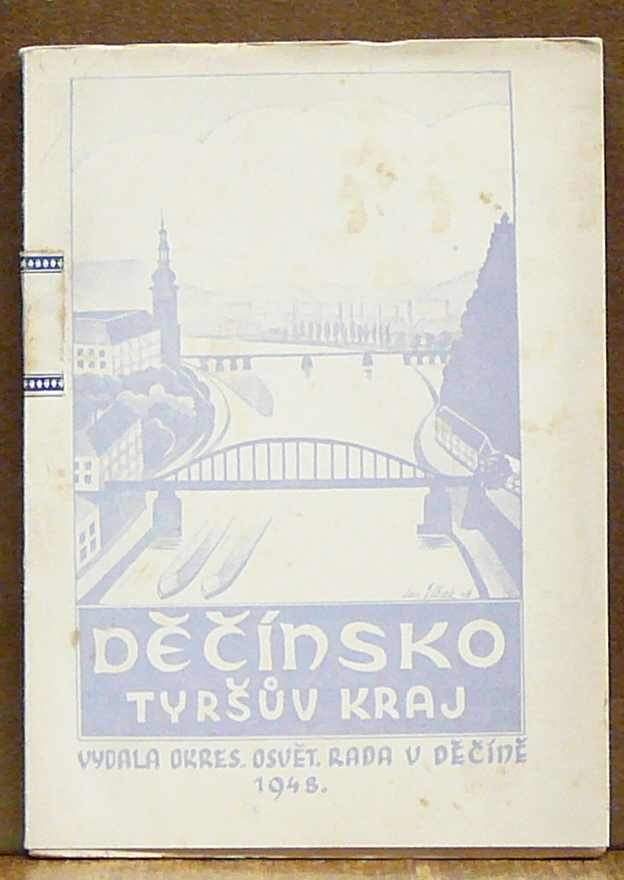 DĚČÍNSKO
TYRŠŮV KRAJ
VYDALA OKRES. OSVĚT. RADA V DĚČÍNĚ
1948.